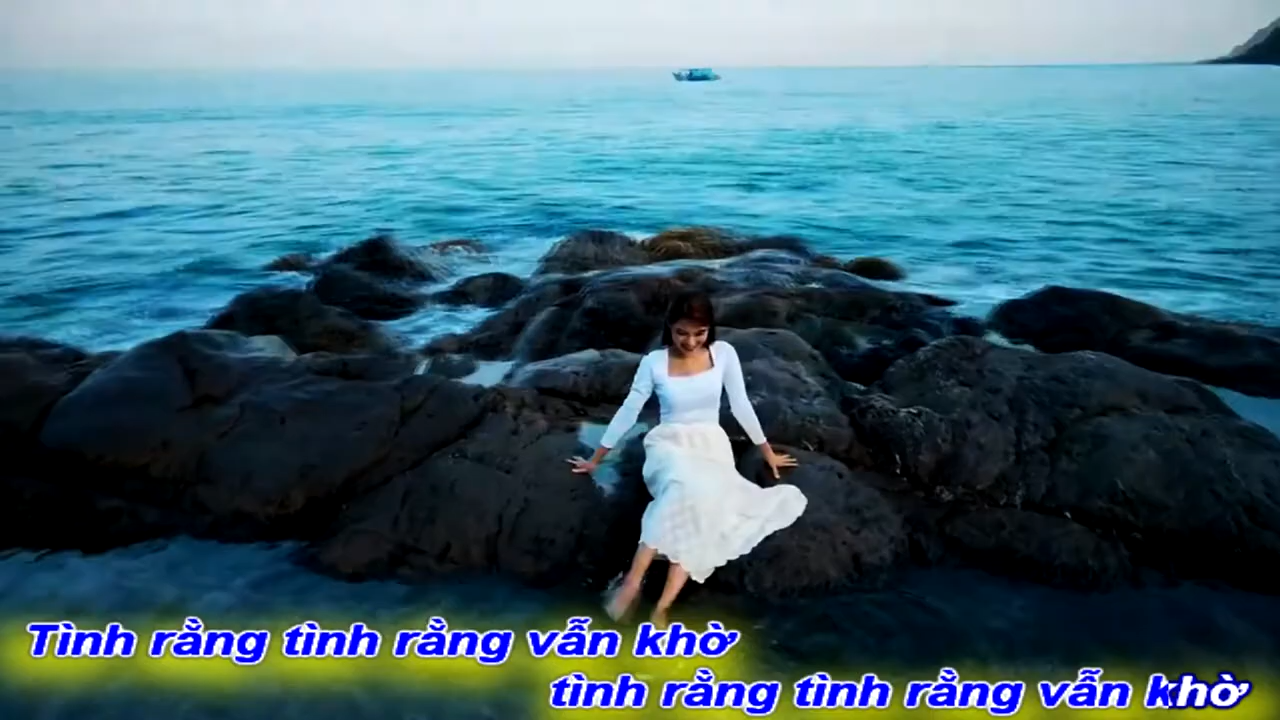 Tình rằng tình rằng vẫn khờ
tình rằng tình rằng vẫn khờ